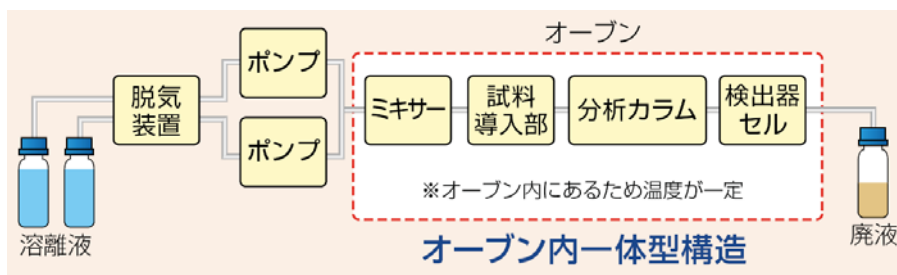 オーブン
ポンプ
脱気
装置
ポンプ
ミキサー
試料
導入部
分析カラム
検出器
セル
※オーブン内にあるため温度が一定
溶離液
オーブン内一体型構造
廃液